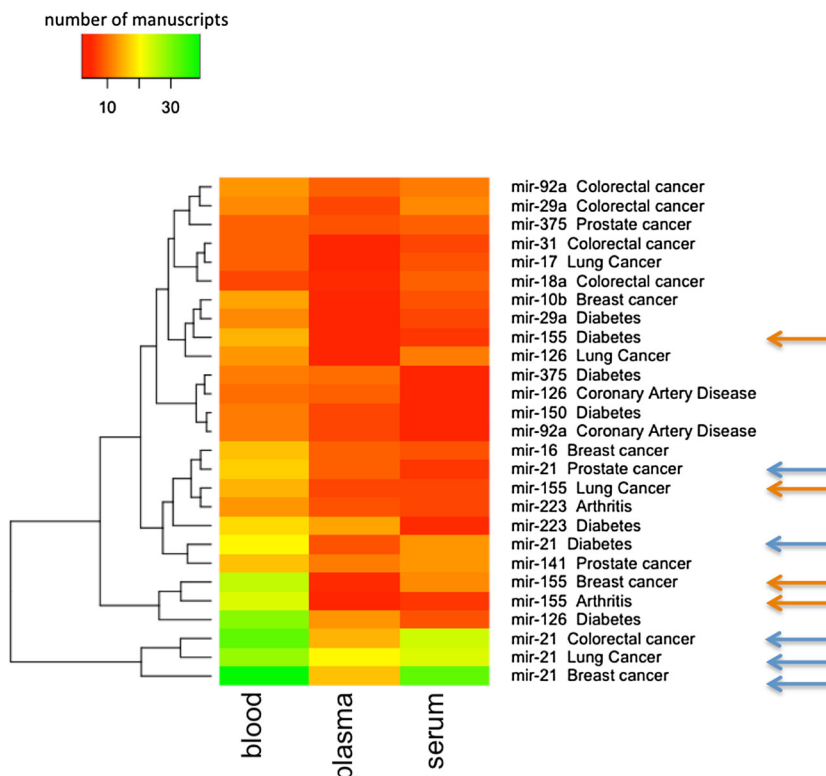 number of manuscripts
10 30
mir-92a Colorectal cancer
mir-29a Colorectal cancer
mir-375 Prostate cancer
mir-31 Colorectal cancer
mir-17 Lung Cancer
mir-18a Colorectal cancer
mir-10b Breast cancer
mir-29a Diabetes
mir-155 Diabetes
mir-126 Lung Cancer
mir-375 Diabetes
mir-126 Coronary Artery Disease
mir-150 Diabetes
mir-92a Coronary Artery Disease
mir-16 Breast cancer
mir-21 Prostate cancer
mir-155 Lung Cancer
mir-223 Arthritis
mir-223 Diabetes
mir-21 Diabetes
mir-141 Prostate cancer
mir-155 Breast cancer
mir-155 Arthritis
mir-126 Diabetes
mir-21 Colorectal cancer
mir-21 Lung Cancer
mir-21 Breast cancer
blood
plasma
serum